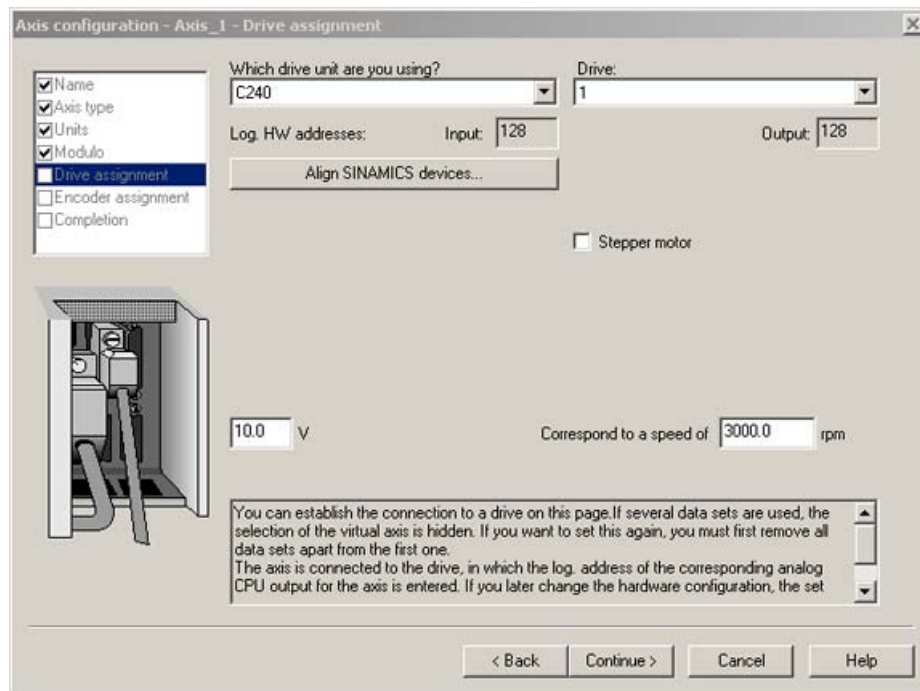 Axis configuration - Axis_1 - Drive assignment
Name
Axis type
Units
Modulo
Drive assignment
Encoder assignment
Completion
Which drive unit are you using?
C240
Drive:
1
Log. HW addresses:
Input:
128
Output:
128
Align SINAMICS devices...
Stepper motor
10.0
V
Correspond to a speed of
3000.0
rpm
You can establish the connection to a drive on this page.If several data sets are used, the
selection of the virtual axis is hidden. If you want to set this again, you must first remove all
data sets apart from the first one.
The axis is connected to the drive, in which the log. address of the corresponding analog
CPU output for the axis is entered. If you later change the hardware configuration, the set
< Back
Continue >
Cancel
Help